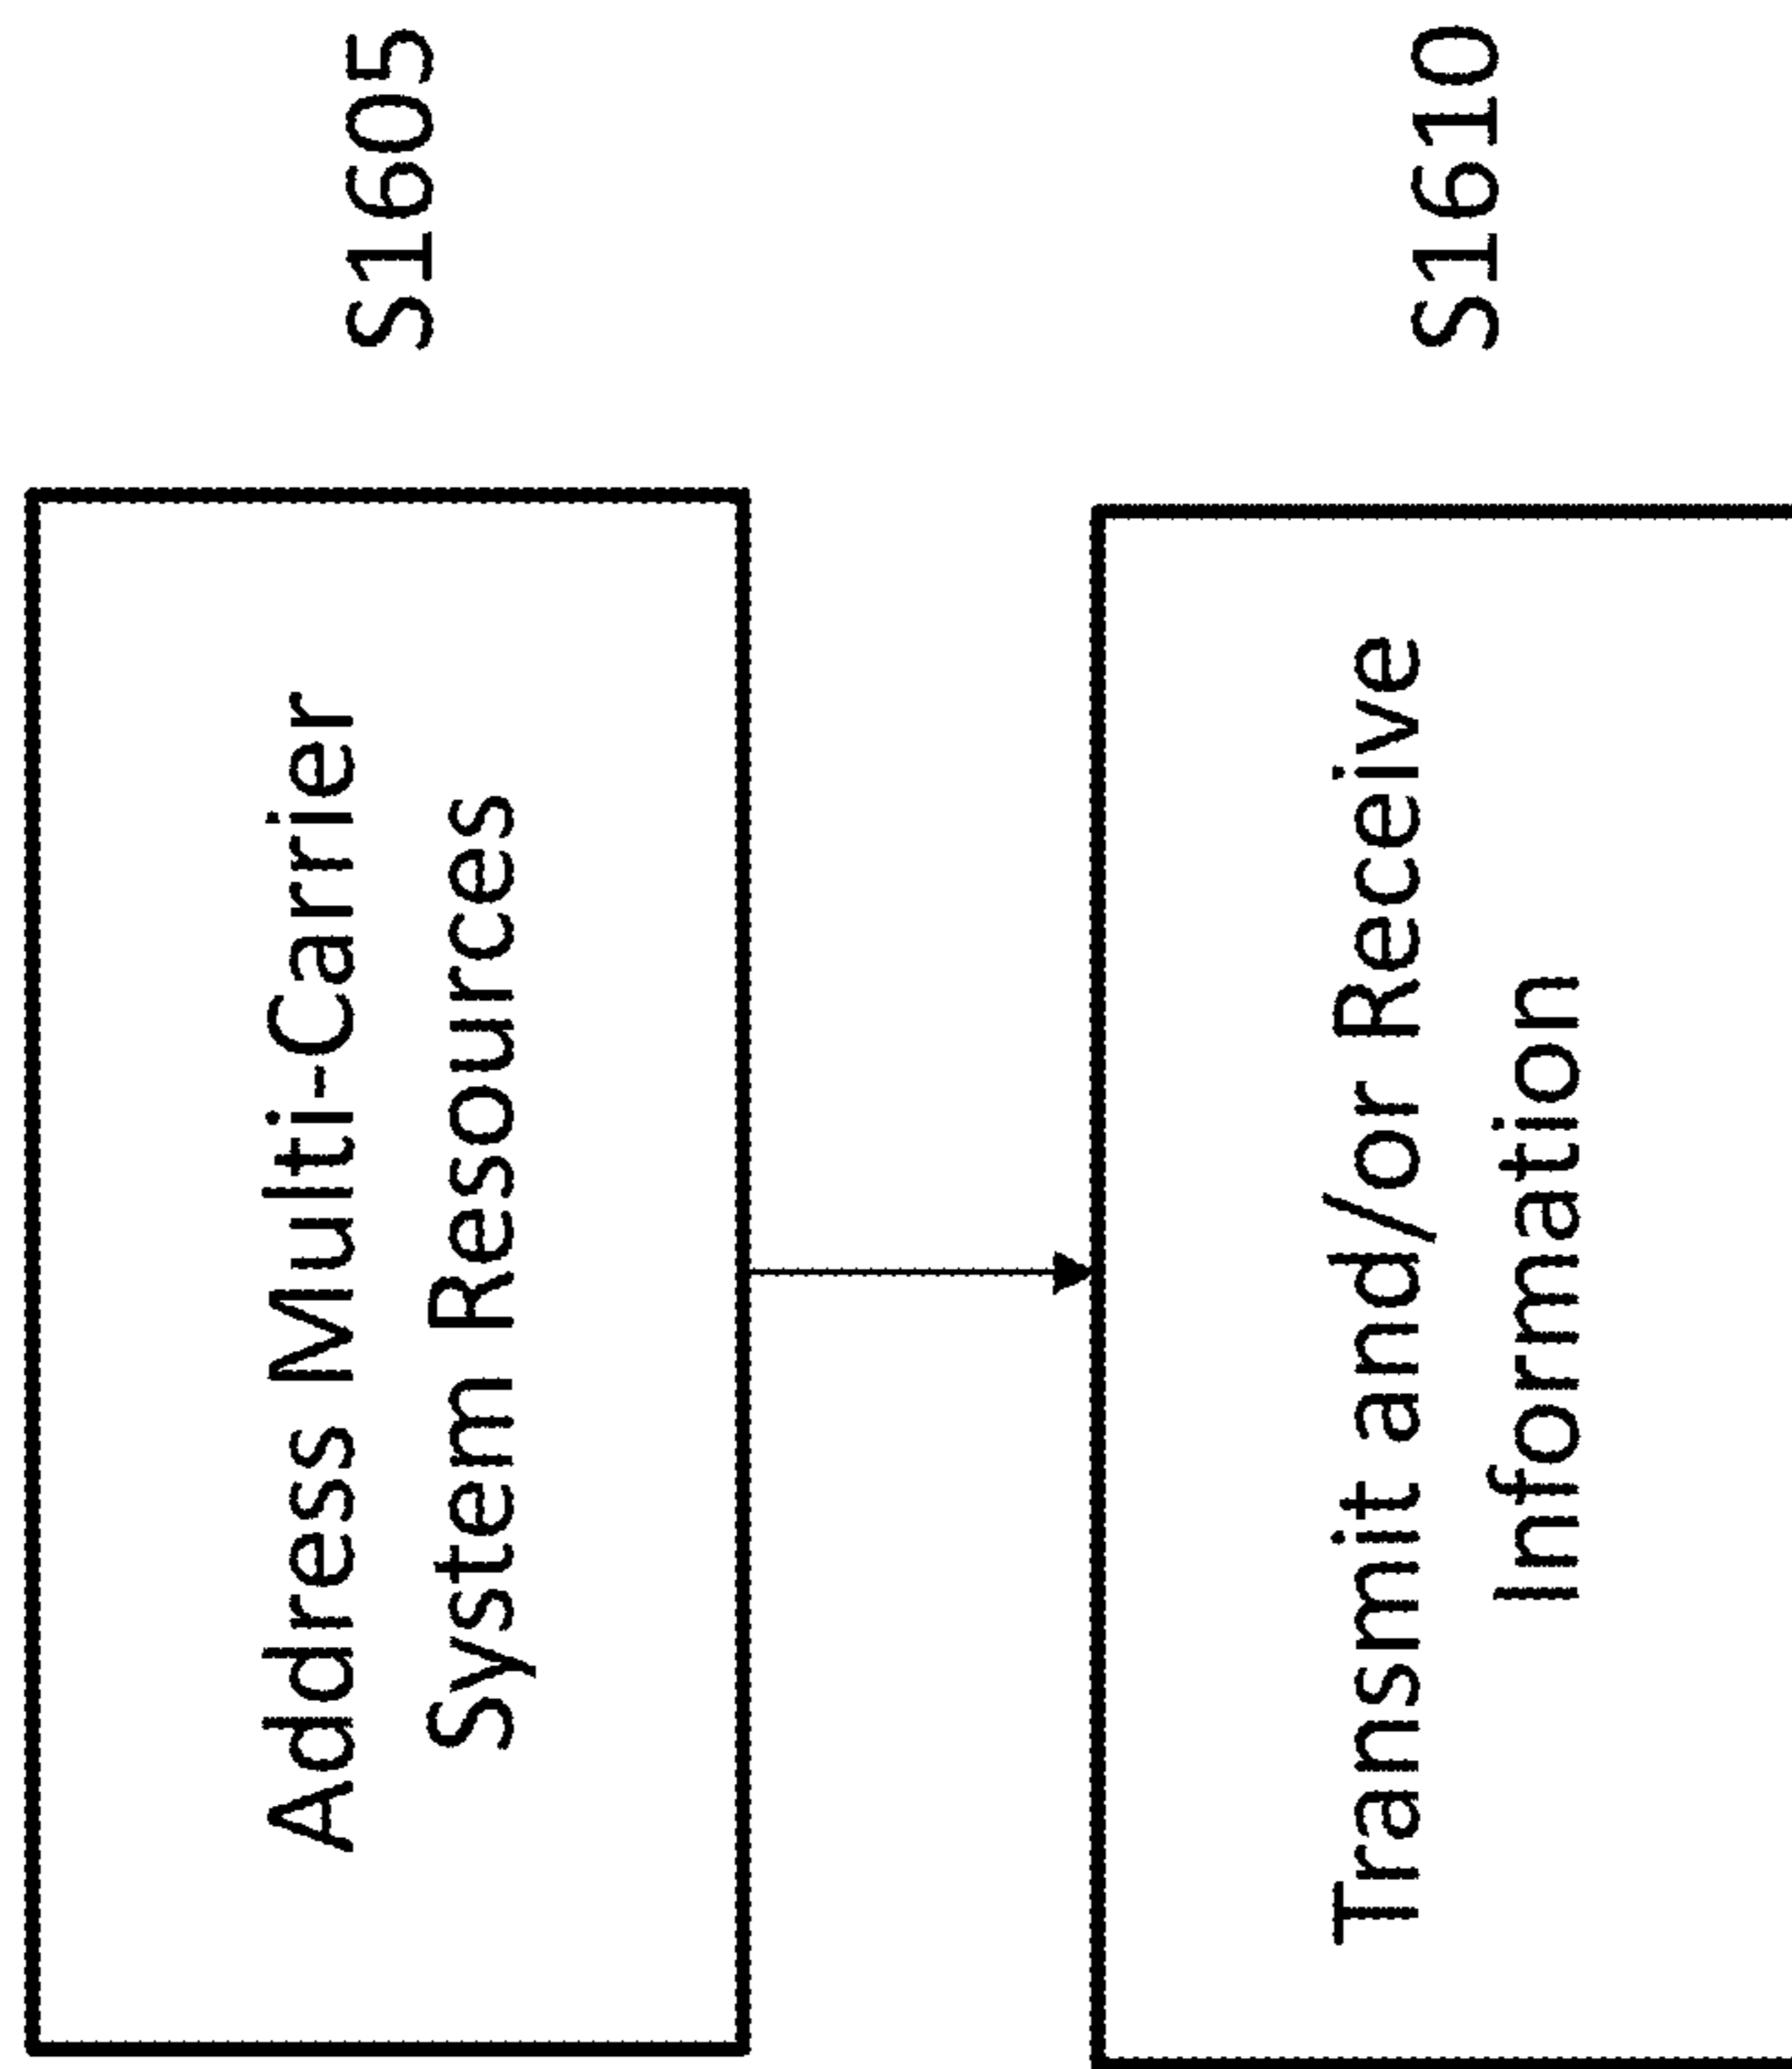 Address Multi-Carrier
System Resources
S1605
Transmit and/or Receive
Information
S1610